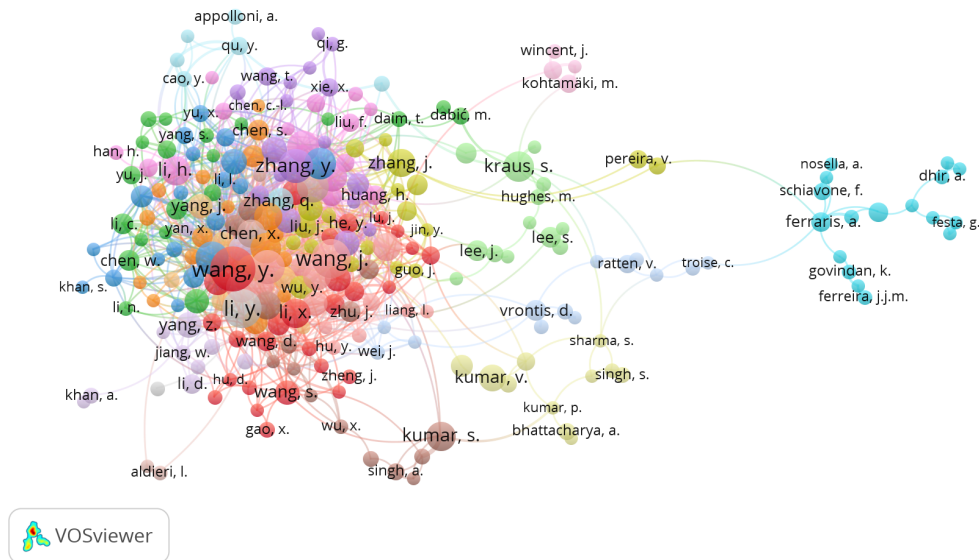 appolloni, a.
qu, y.
qi, g.
wincent, j.
cao, y.
wang, t.
xie, x.
kohtamäki, m.
yu, x.
chen, c.-l.
liu, f.
daim, t.
dabić, m.
yang, s.
chen, s.
han, h.
li, h.
zhang, y.
zhang, j.
kraus, s.
pereira, v.
nosella, a.
yu, j.
li, l.
schiavone, f.
dhir, a.
yang, j.
zhang, q.
huang, h.
hughes, m.
li, c.
yan, x.
chen, x.
liu, j.
he, y.
lu, j.
jin, y.
ferraris, a.
festa, g.
lee, s.
lee, j.
chen, w.
wang, y.
wang, j.
guo, j.
ratten, v.
troise, c.
govindan, k.
khan, s.
wu, y.
ferreira, j.j.m.
li, n.
li, y.
li, x.
zhu, j.
liang, l.
vrontis, d.
yang, z.
wang, d.
hu, y.
wei, j.
sharma, s.
jiang, w.
li, d.
hu, d.
zheng, j.
kumar, v.
singh, s.
khan, a.
wang, s.
kumar, p.
gao, x.
wu, x.
kumar, s.
bhattacharya, a.
aldieri, l.
singh, a.
VOSviewer